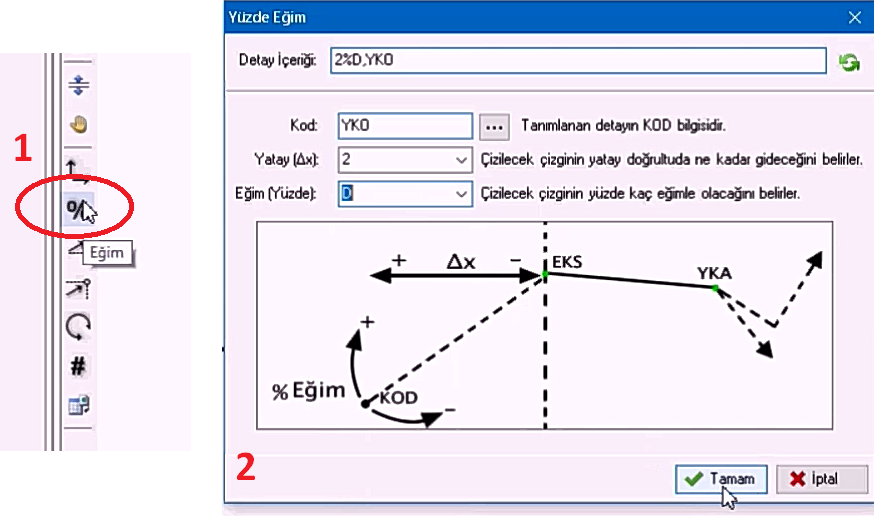 1
%
Eğim
#
Yüzde Eğim
Detay İçeriği: 2%D,YKO
Kod: YKO ... Tanımlanan detayın KOD bilgisidir.
Yatay (Δx): 2 Çizilecek çizginin yatay doğrultuda ne kadar gideceğini belirler.
Eğim (Yüzde): D Çizilecek çizginin yüzde kaç eğimle olacağını belirler.
+ Δx - EKS
YKA
+
% Eğim KOD
-
2
Tamam İptal